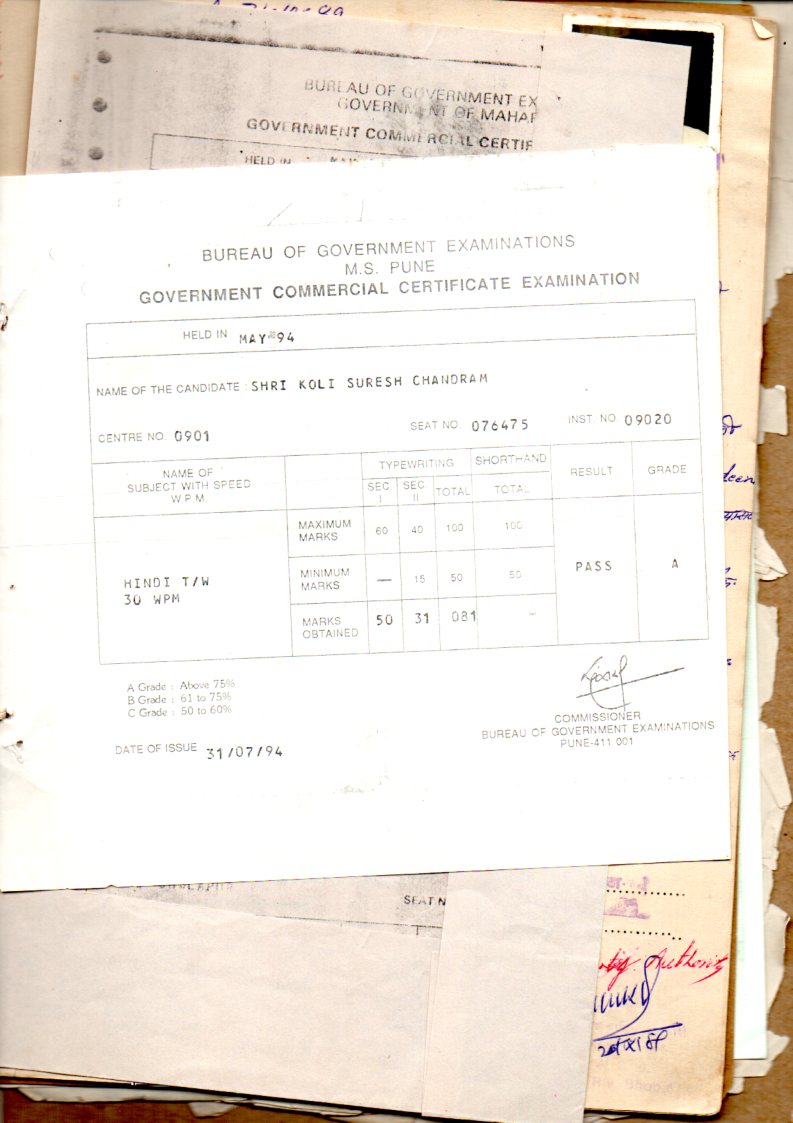 BUREAU OF GOVERNMENT EX
GOVERNMENT OF MAHAR
GOVERNMENT COMMERCIAL CERTIF
HELD IN
BUREAU OF GOVERNMENT EXAMINATIONS
M.S. PUNE
GOVERNMENT COMMERCIAL CERTIFICATE EXAMINATION
HELD IN MAY 94
NAME OF THE CANDIDATE : SHRI KOLI SURESH CHANDRAM
CENTRE NO. 0901 SEAT NO. 076475 INST NO. 09020
NAME OF SUBJECT WITH SPEED W.P.M. TYPEWRITING SHORTHAND RESULT GRADE
SEC I SEC II TOTAL TOTAL
MAXIMUM MARKS 60 40 100 100
HINDI T/W 30 WPM MINIMUM MARKS — 15 50 50 PASS A
MARKS OBTAINED 50 31 081 -
A Grade : Above 75%
B Grade : 61 to 75%
C Grade : 50 to 60%
COMMISSIONER
BUREAU OF GOVERNMENT EXAMINATIONS
PUNE-411 001
DATE OF ISSUE 31/07/94
SEAT N
Authority